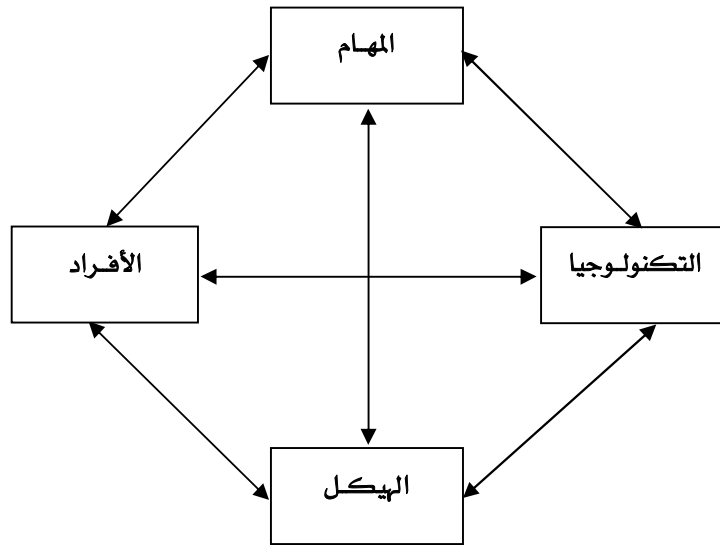 المهام
الأفراد
التكنولوجيا
الهيكل